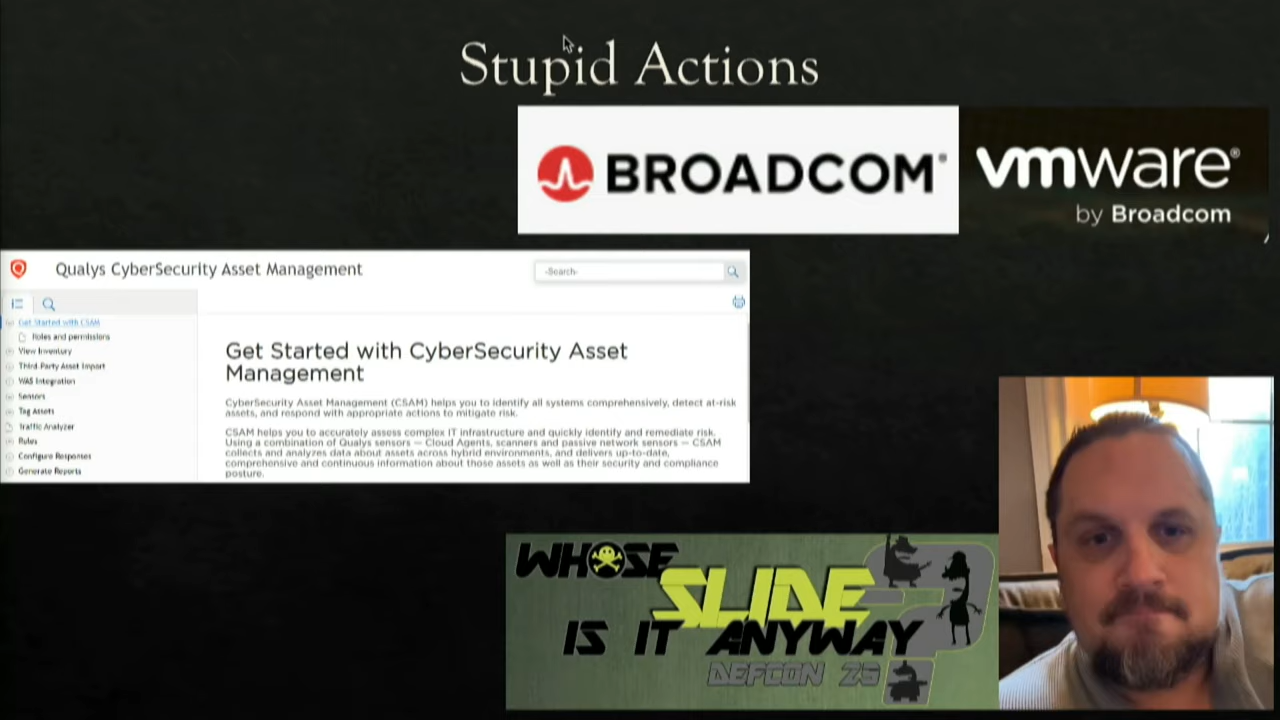 Stupid Actions
BROADCOM®
vmware®
by Broadcom
Qualys CyberSecurity Asset Management
-Search-
Get Started with CSAM
Roles and permissions
View Inventory
Third-Party Asset Import
WAS Integration
Sensors
Tag Assets
Traffic Analyzer
Rules
Configure Responses
Generate Reports
Get Started with CyberSecurity Asset
Management
CyberSecurity Asset Management (CSAM) helps you to identify all systems comprehensively, detect at-risk
assets, and respond with appropriate actions to mitigate risk.
CSAM helps you to accurately assess complex IT infrastructure and quickly identify and remediate risk.
Using a combination of Qualys sensors — Cloud Agents, scanners and passive network sensors — CSAM
collects and analyzes data about assets across hybrid environments, and delivers up-to-date,
comprehensive and continuous information about those assets as well as their security and compliance
posture.
WHOSE
SLIDE
IS IT ANYWAY
?
DEFCON 25